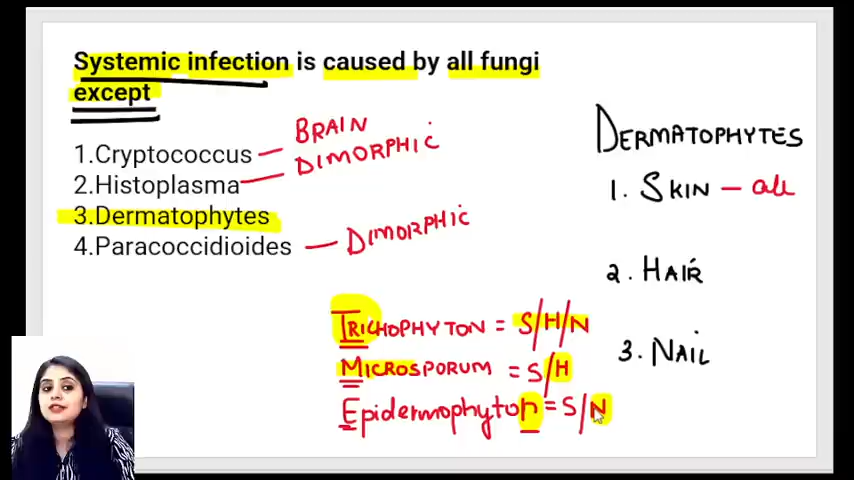 Systemic infection is caused by all fungi
except
1.Cryptococcus — BRAIN
2.Histoplasma — DIMORPHIC
3.Dermatophytes
4.Paracoccidioides — DIMORPHIC
TRICHOPHYTON = S/H/N
MICROSPORUM = S/H
Epidermophyton = S/N
DERMATOPHYTES
1. SKIN — all
2. HAIR
3. NAIL